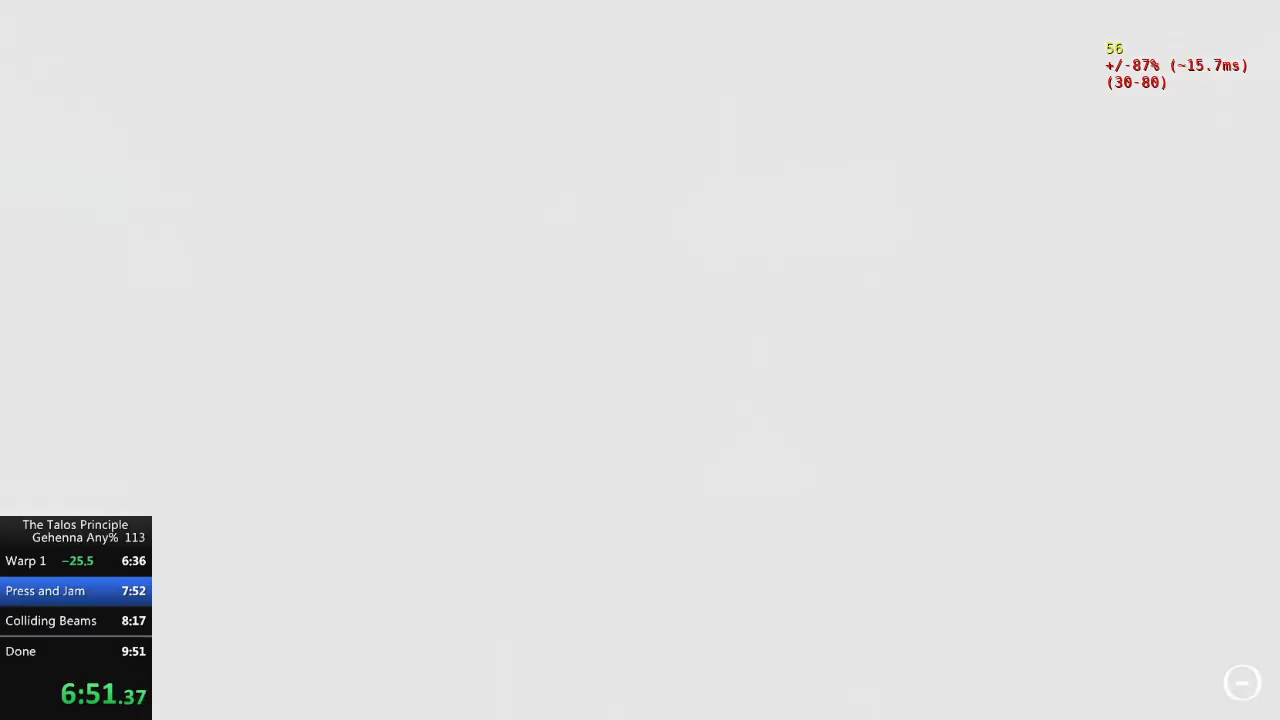 56
+/-87% (~15.7ms)
(30-80)
The Talos Principle
Gehenna Any% 113
Warp 1 −25.5 6:36
Press and Jam 7:52
Colliding Beams 8:17
Done 9:51
6:51.37